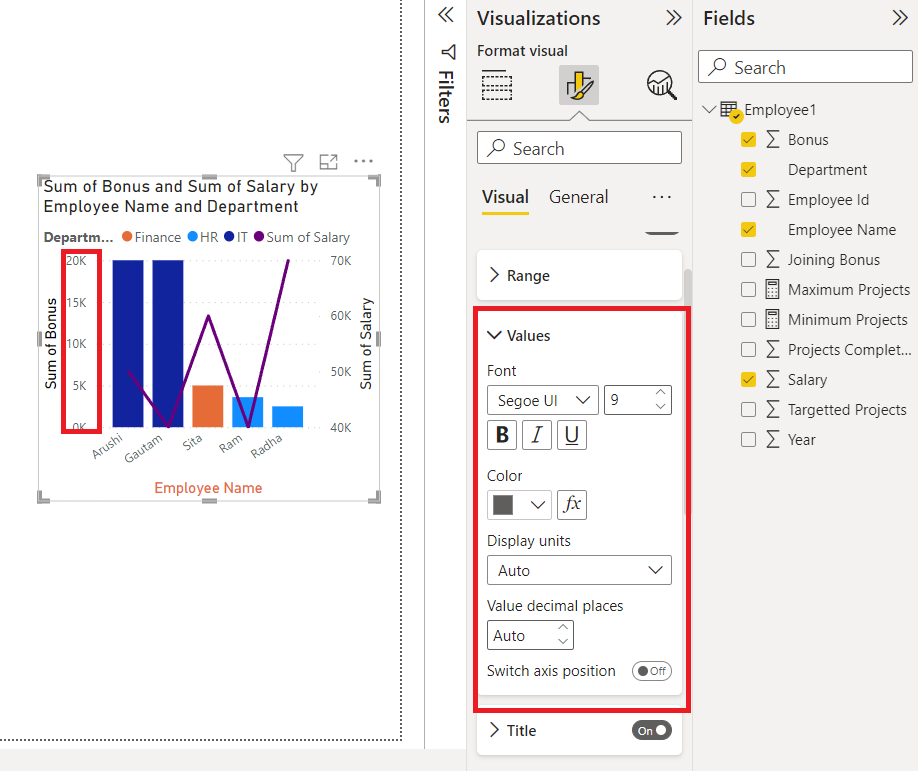 Sum of Bonus and Sum of Salary by
Employee Name and Department
Departm... Finance HR IT Sum of Salary
Sum of Bonus
20K
15K
10K
5K
0K
70K
60K
50K
40K
Sum of Salary
Arushi
Gautam
Sita
Ram
Radha
Employee Name
Filters
Visualizations
Format visual
Search
Visual General
Range
Values
Font
Segoe UI 9
B I U
Color
fx
Display units
Auto
Value decimal places
Auto
Switch axis position Off
Title On
Fields
Search
Employee1
Bonus
Department
Employee Id
Employee Name
Joining Bonus
Maximum Projects
Minimum Projects
Projects Complet...
Salary
Targetted Projects
Year